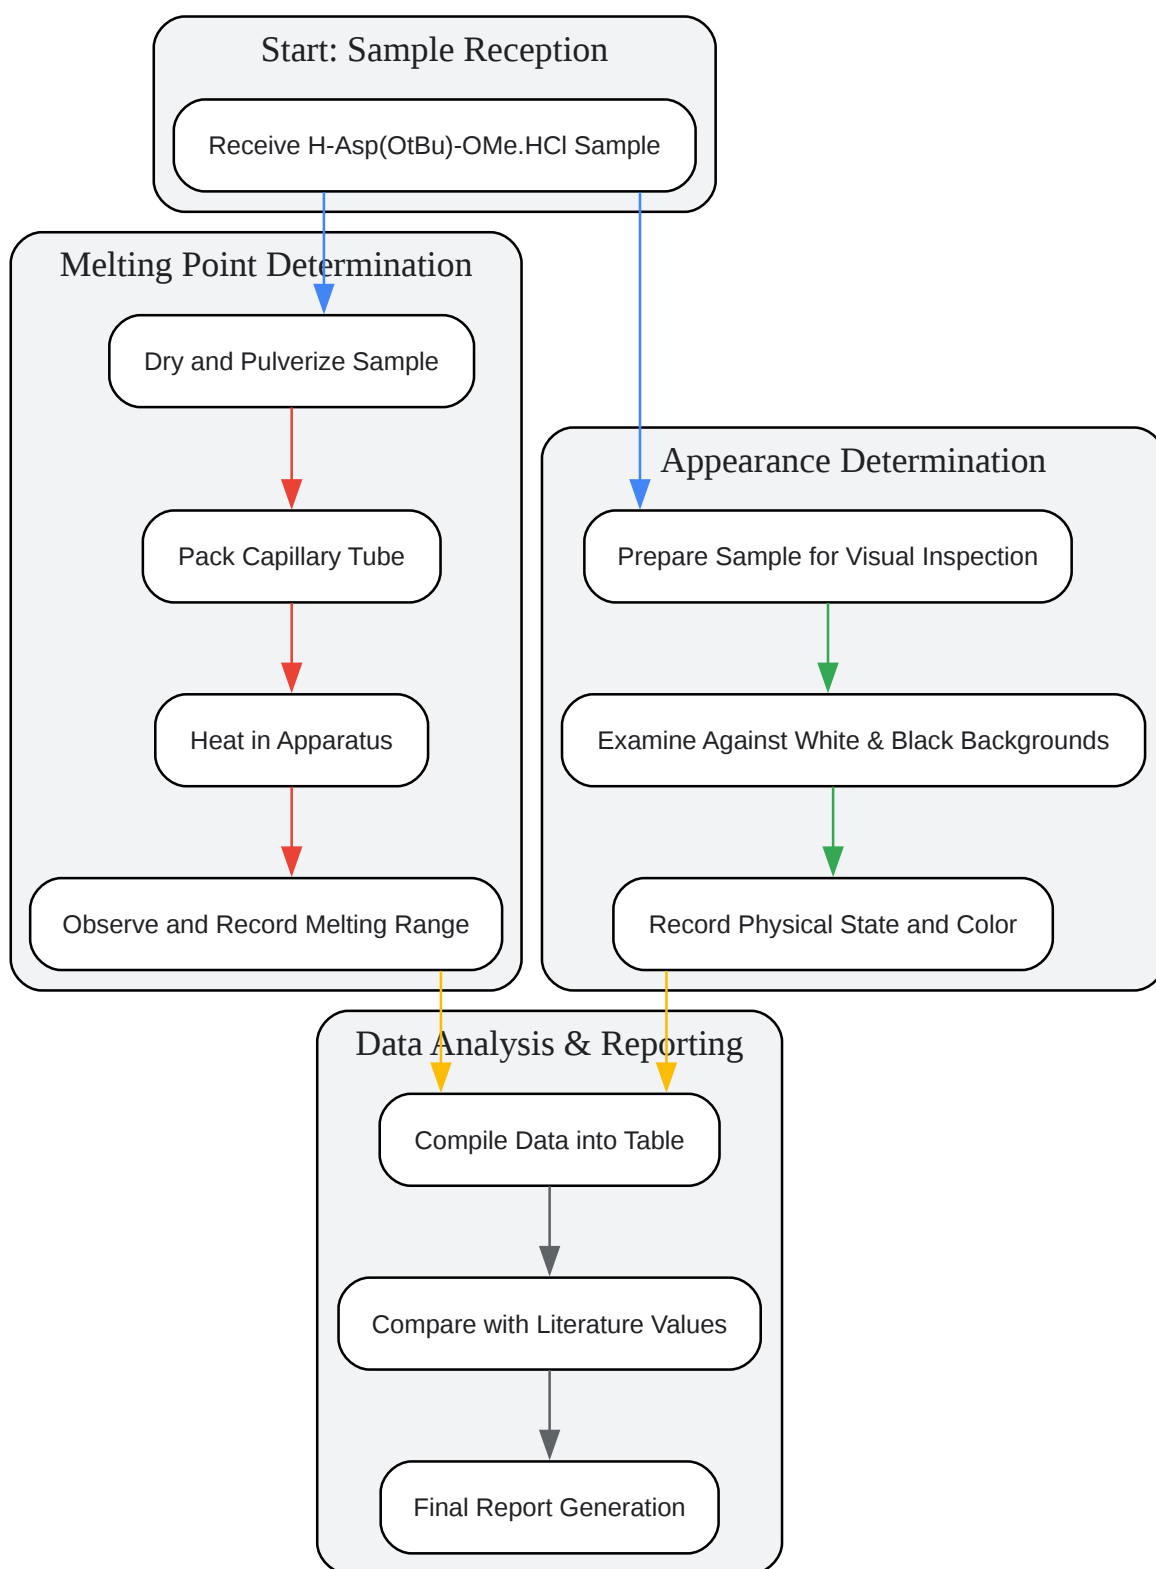 Start: Sample Reception
Receive H-Asp(OtBu)-OMe.HCl Sample
Melting Point Determination
Dry and Pulverize Sample
Pack Capillary Tube
Heat in Apparatus
Observe and Record Melting Range
Appearance Determination
Prepare Sample for Visual Inspection
Examine Against White & Black Backgrounds
Record Physical State and Color
Data Analysis & Reporting
Compile Data into Table
Compare with Literature Values
Final Report Generation